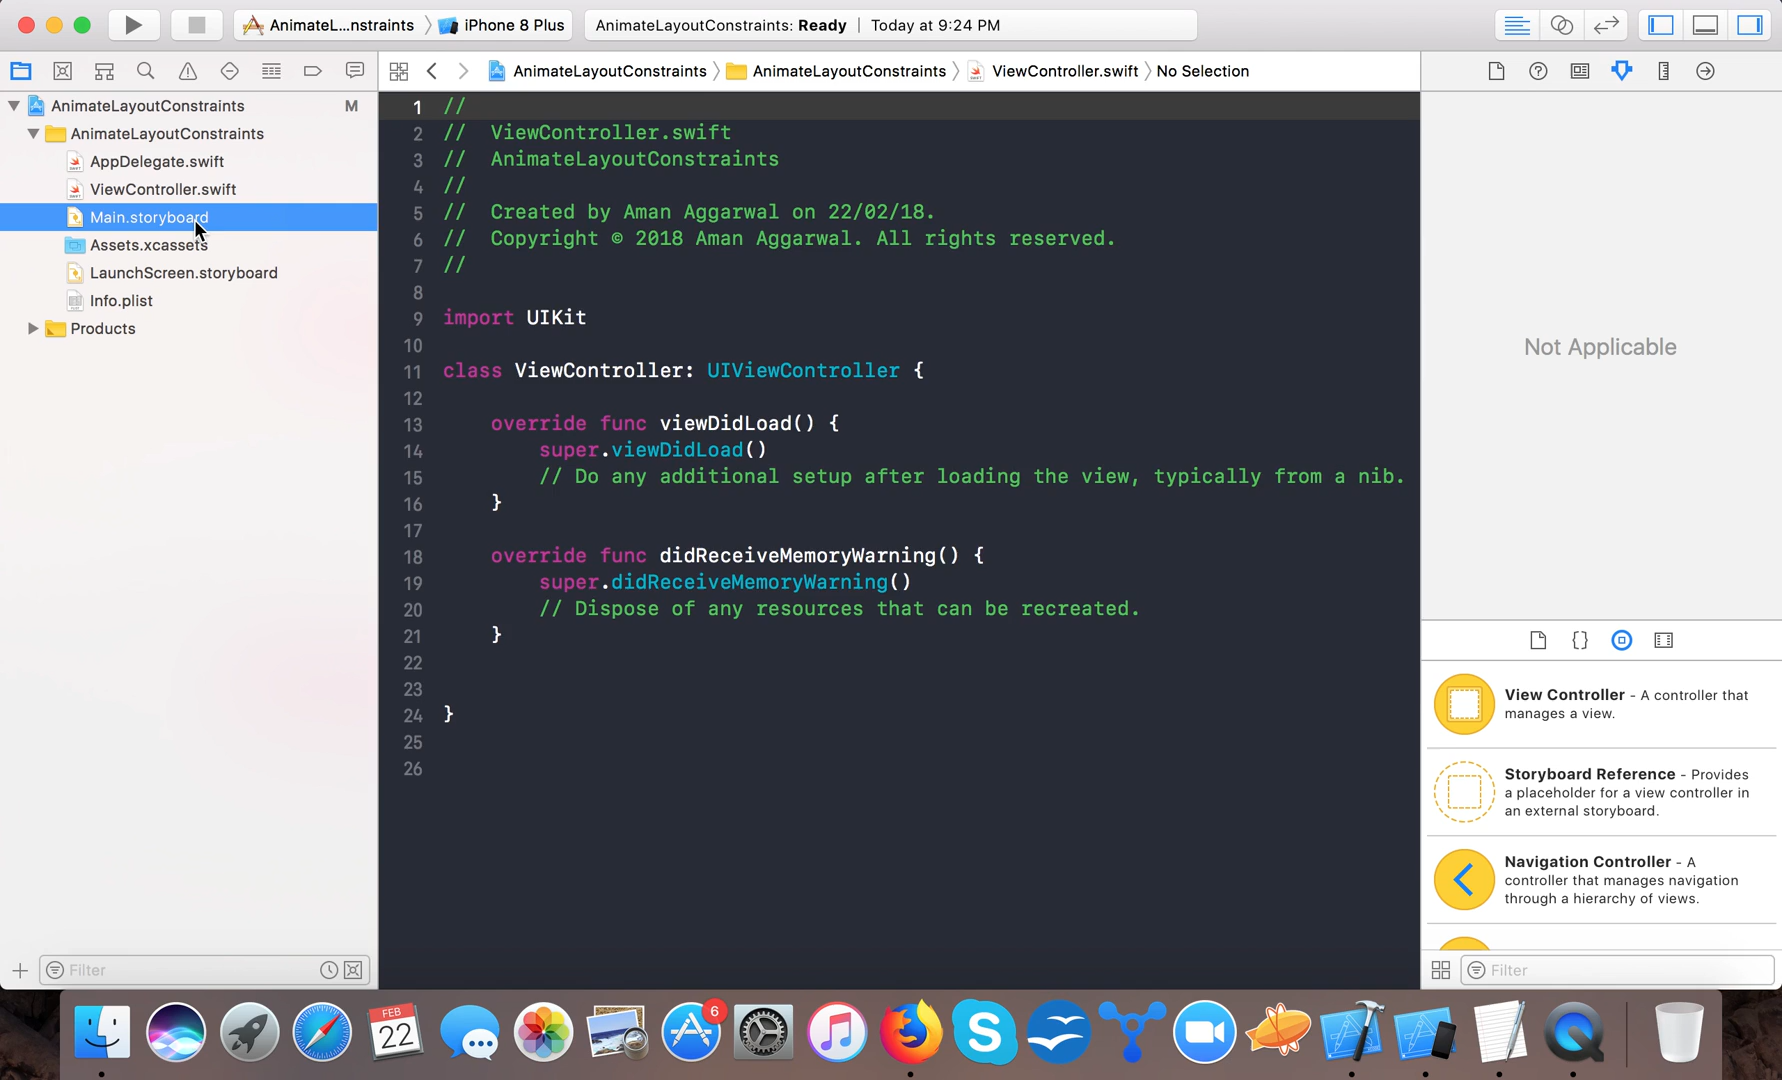 AnimateL...nstraints
iPhone 8 Plus
AnimateLayoutConstraints: Ready | Today at 9:24 PM
AnimateLayoutConstraints
AnimateLayoutConstraints
ViewController.swift
No Selection
AnimateLayoutConstraints M
AnimateLayoutConstraints
AppDelegate.swift
ViewController.swift
Main.storyboard
Assets.xcassets
LaunchScreen.storyboard
Info.plist
Products
Filter
1 //
2 //  ViewController.swift
3 //  AnimateLayoutConstraints
4 //
5 //  Created by Aman Aggarwal on 22/02/18.
6 //  Copyright © 2018 Aman Aggarwal. All rights reserved.
7 //
8
9 import UIKit
10
11 class ViewController: UIViewController {
12
13     override func viewDidLoad() {
14         super.viewDidLoad()
15         // Do any additional setup after loading the view, typically from a nib.
16     }
17
18     override func didReceiveMemoryWarning() {
19         super.didReceiveMemoryWarning()
20         // Dispose of any resources that can be recreated.
21     }
22
23
24 }
25
26
Not Applicable
{}
View Controller - A controller that
manages a view.
Storyboard Reference - Provides
a placeholder for a view controller in
an external storyboard.
Navigation Controller - A
controller that manages navigation
through a hierarchy of views.
Filter
FEB
22
6